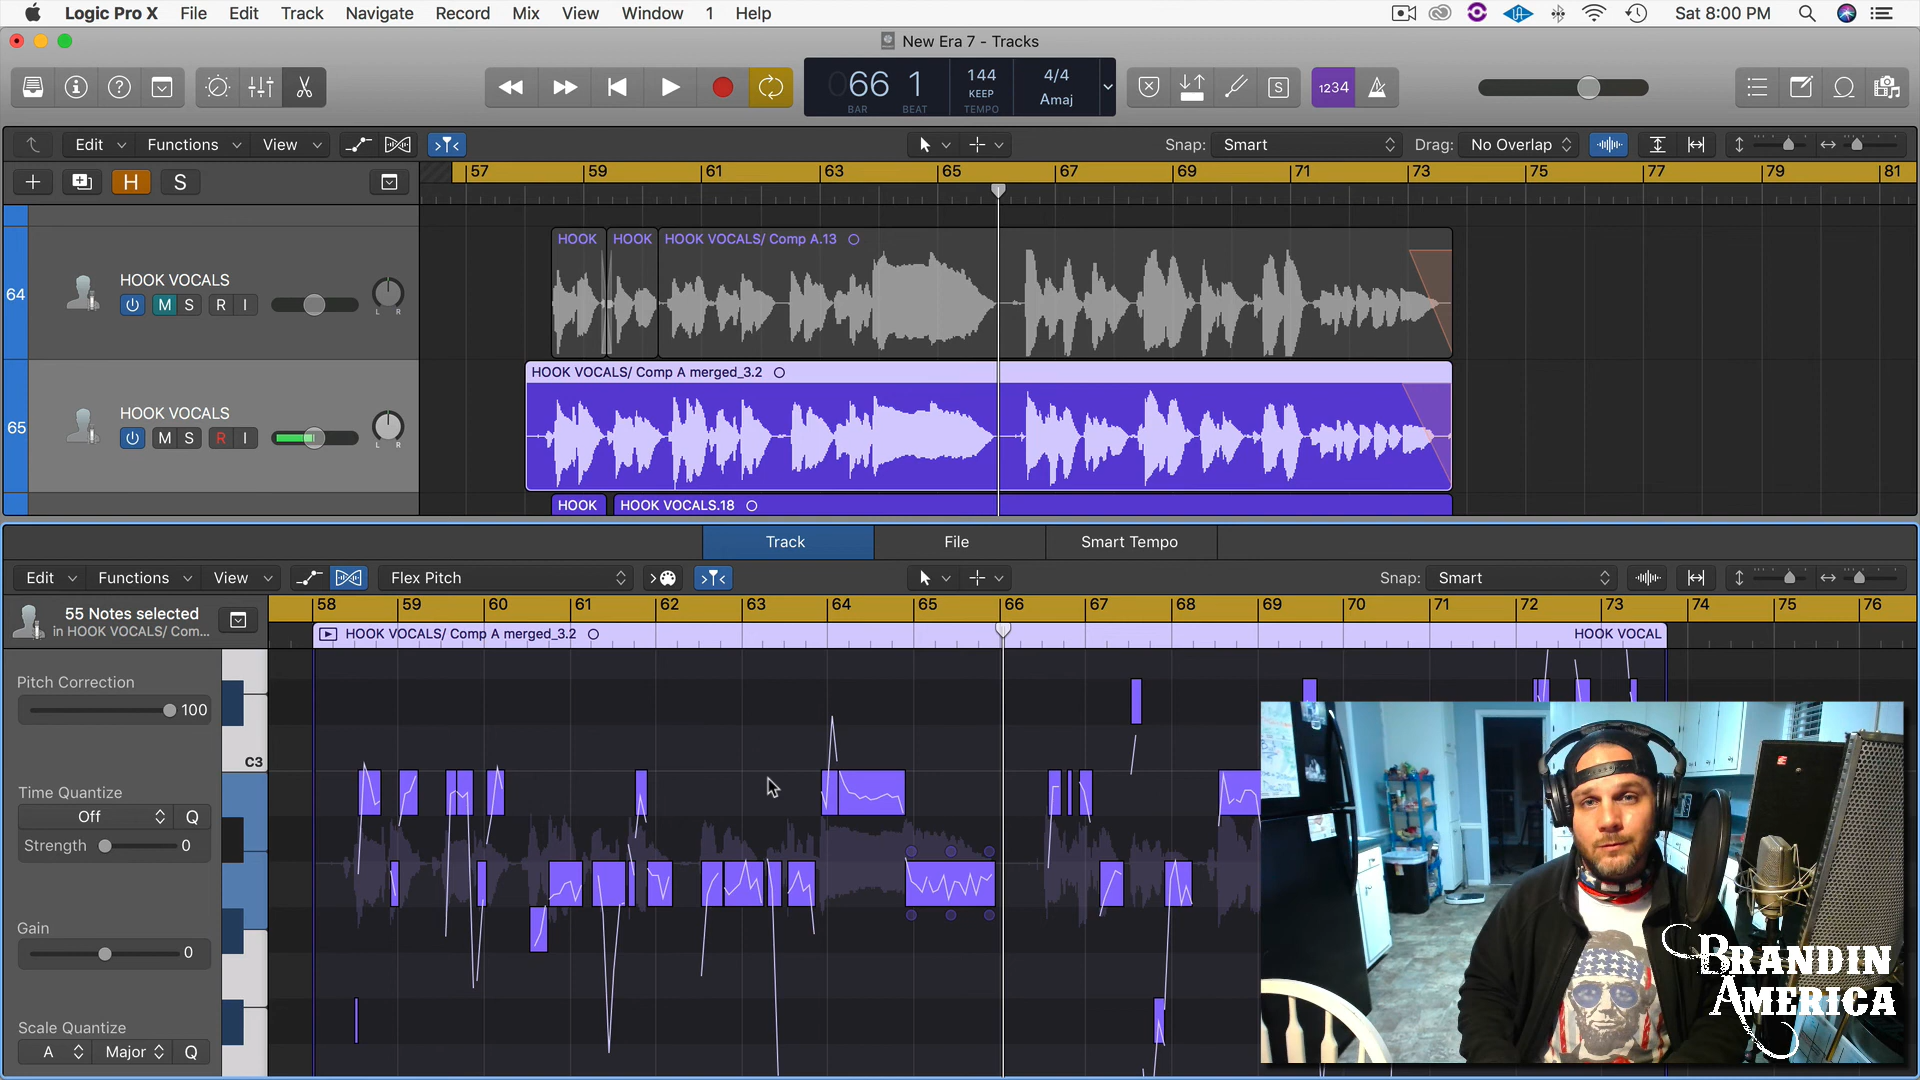 Logic Pro X File Edit Track Navigate Record Mix View Window 1 Help Sat 8:00 PM
New Era 7 - Tracks
066 1 144 4/4
KEEP Amaj
BAR BEAT TEMPO
S 1234
Edit Functions View Snap: Smart Drag: No Overlap
57 59 61 63 65 67 69 71 73 75 77 79 81
H S
HOOK HOOK HOOK VOCALS/ Comp A.13
64 HOOK VOCALS
M S R I L R
HOOK VOCALS/ Comp A merged_3.2
65 HOOK VOCALS
M S R I L R
HOOK HOOK VOCALS.18
Track File Smart Tempo
Edit Functions View Flex Pitch Snap: Smart
58 59 60 61 62 63 64 65 66 67 68 69 70 71 72 73 74 75 76
55 Notes selected
in HOOK VOCALS/ Com...
HOOK VOCALS/ Comp A merged_3.2 HOOK VOCAL
Pitch Correction
100
C3
Time Quantize
Off Q
Strength 0
Gain
0
Scale Quantize
A Major Q
BRANDIN
AMERICA